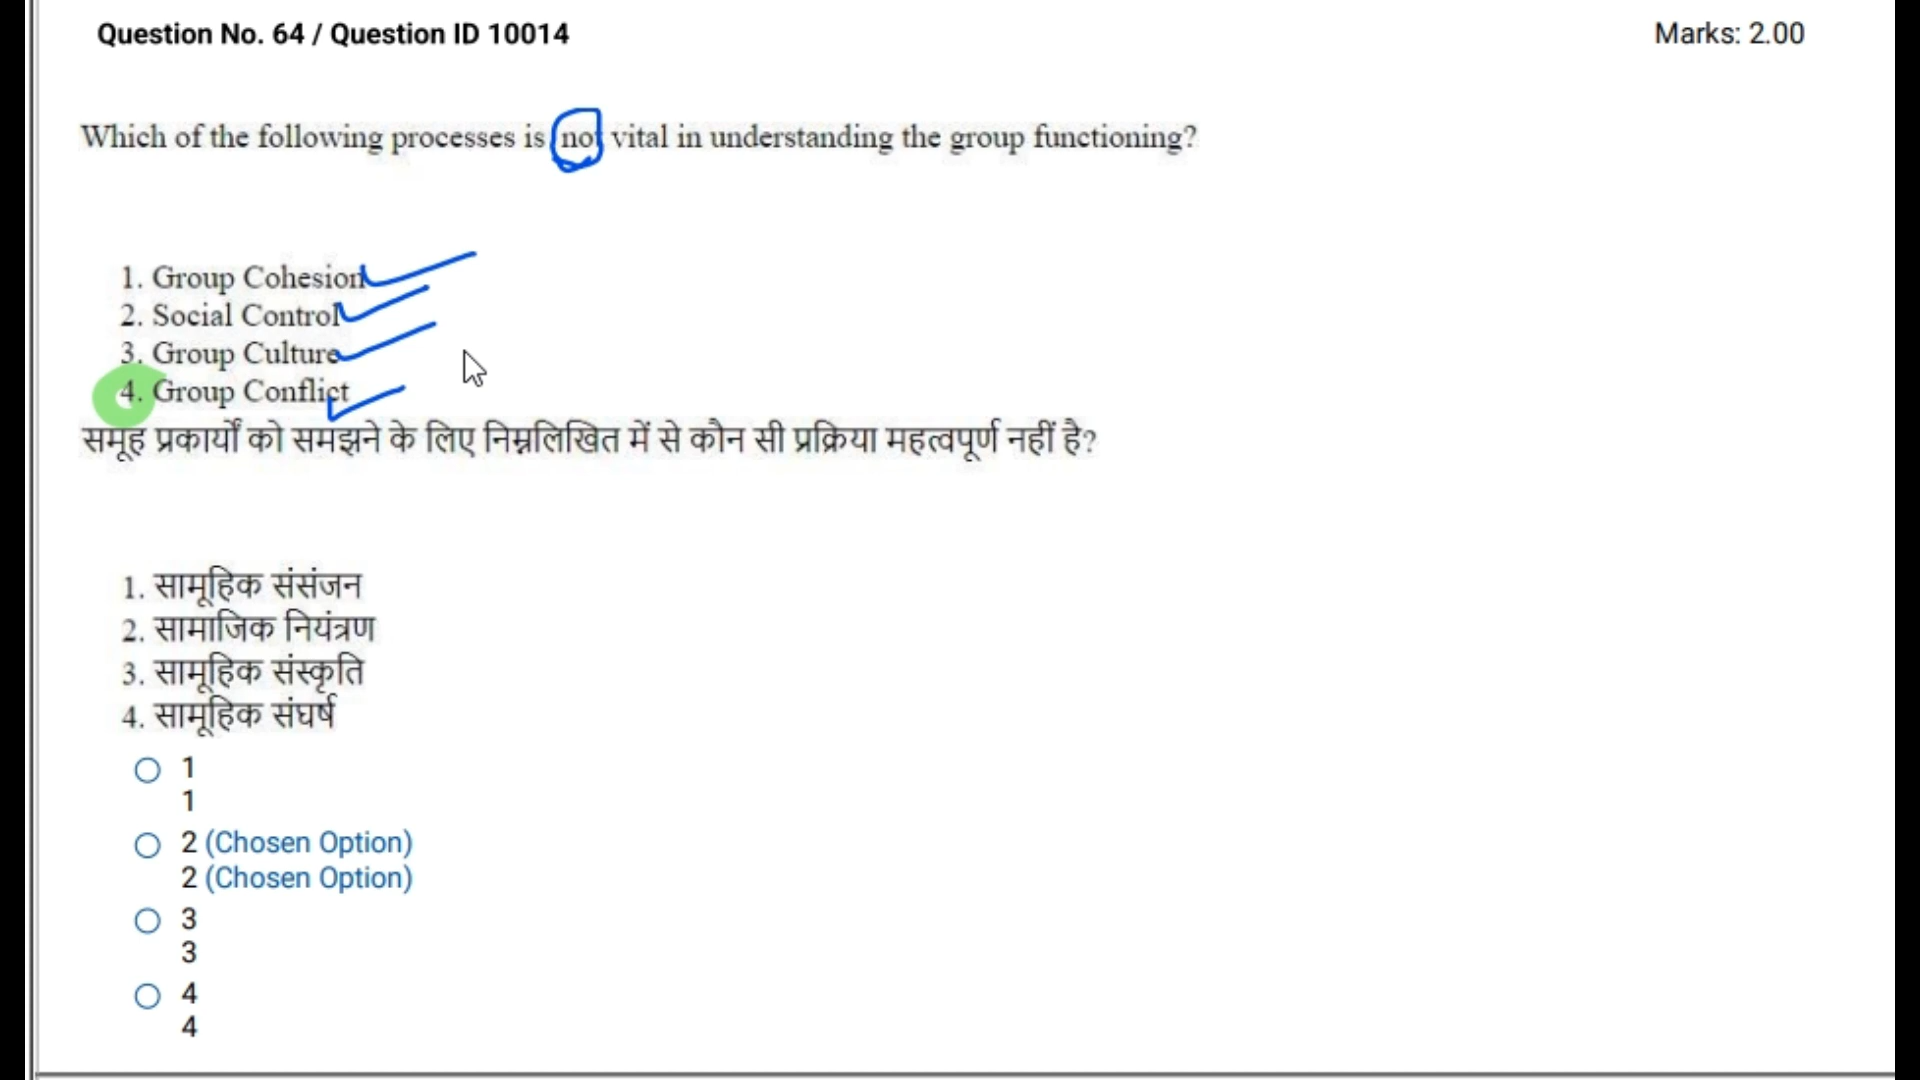 Question No. 64 / Question ID 10014
Marks: 2.00
Which of the following processes is not vital in understanding the group functioning?
1. Group Cohesion
2. Social Control
3. Group Culture
4. Group Conflict
समूह प्रकार्यों को समझने के लिए निम्नलिखित में से कौन सी प्रक्रिया महत्वपूर्ण नहीं है?
1. सामूहिक संसंजन
2. सामाजिक नियंत्रण
3. सामूहिक संस्कृति
4. सामूहिक संघर्ष
1
1
2 (Chosen Option)
2 (Chosen Option)
3
3
4
4